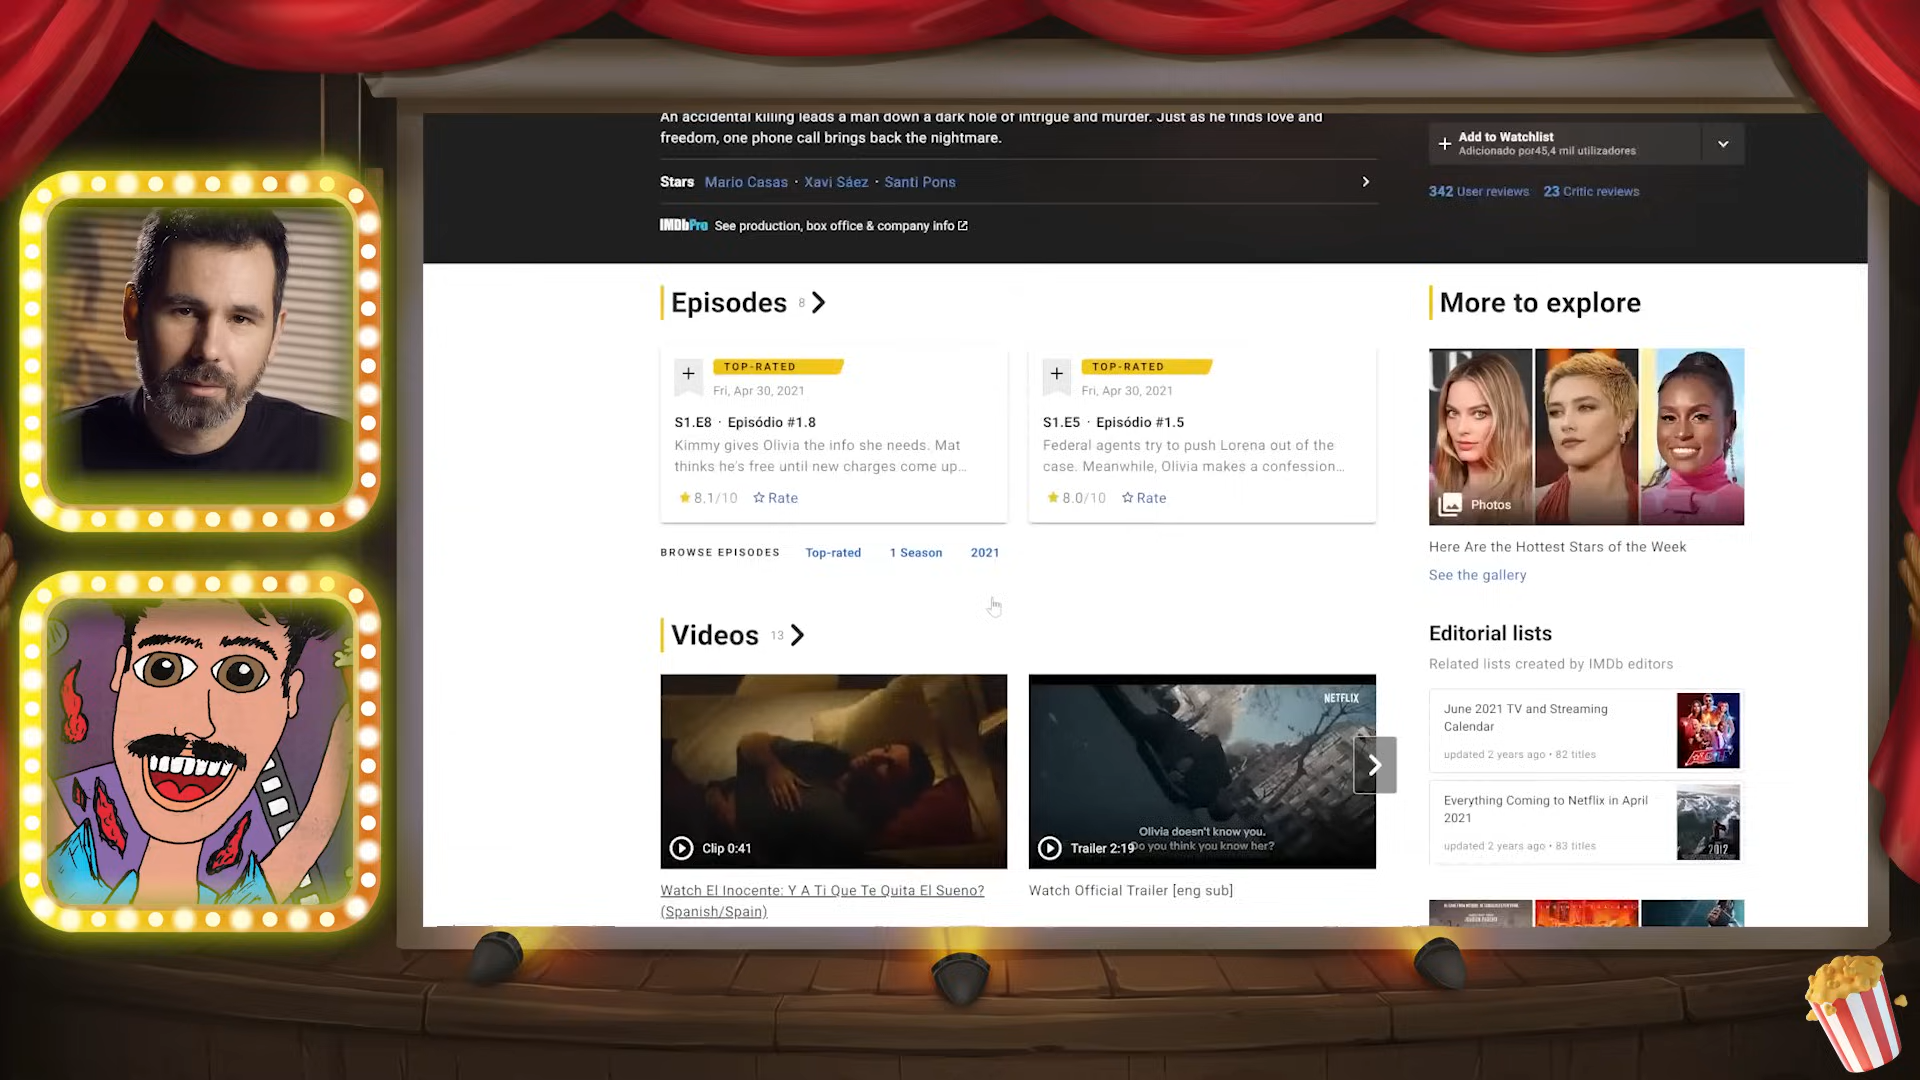 An accidental killing leads a man down a dark hole of intrigue and murder. Just as he finds love and
freedom, one phone call brings back the nightmare.
Stars Mario Casas · Xavi Sáez · Santi Pons
IMDbPro See production, box office & company info
Add to Watchlist
Adicionado por45,4 mil utilizadores
342 User reviews 23 Critic reviews
Episodes 8
TOP-RATED
Fri, Apr 30, 2021
S1.E8 · Episódio #1.8
Kimmy gives Olivia the info she needs. Mat
thinks he's free until new charges come up...
8.1/10 Rate
TOP-RATED
Fri, Apr 30, 2021
S1.E5 · Episódio #1.5
Federal agents try to push Lorena out of the
case. Meanwhile, Olivia makes a confession...
8.0/10 Rate
BROWSE EPISODES Top-rated 1 Season 2021
Videos 13
Clip 0:41
Watch El Inocente: Y A Ti Que Te Quita El Sueno?
(Spanish/Spain)
NETFLIX
Olivia doesn't know you.
Do you think you know her?
Trailer 2:19
Watch Official Trailer [eng sub]
More to explore
Photos
Here Are the Hottest Stars of the Week
See the gallery
Editorial lists
Related lists created by IMDb editors
June 2021 TV and Streaming
Calendar
updated 2 years ago • 82 titles
Everything Coming to Netflix in April
2021
updated 2 years ago • 83 titles
2012